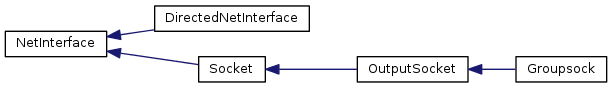 DirectedNetInterface
NetInterface
Socket
OutputSocket
Groupsock